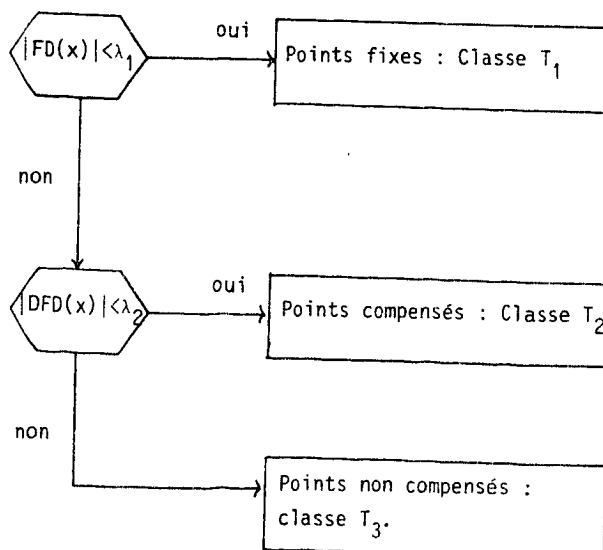 oui
|FD(x)|<λ₁
Points fixes : Classe T₁
non
oui
|DFD(x)|<λ₂
Points compensés : Classe T₂
non
Points non compensés :
classe T₃.